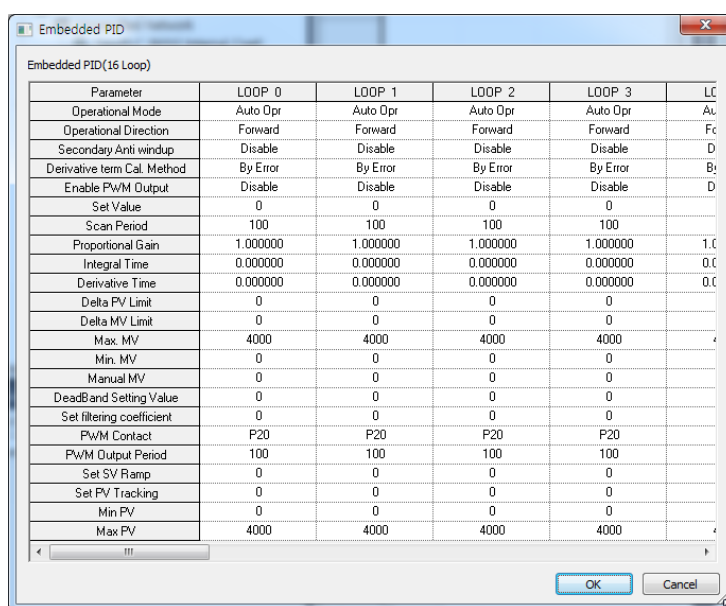 Embedded PID
Embedded PID(16 Loop)
Parameter LOOP 0 LOOP 1 LOOP 2 LOOP 3
Operational Mode Auto Opr Auto Opr Auto Opr Auto Opr
Operational Direction Forward Forward Forward Forward
Secondary Anti windup Disable Disable Disable Disable
Derivative term Cal. Method By Error By Error By Error By Error
Enable PWM Output Disable Disable Disable Disable
Set Value 0 0 0 0
Scan Period 100 100 100 100
Proportional Gain 1.000000 1.000000 1.000000 1.000000
Integral Time 0.000000 0.000000 0.000000 0.000000
Derivative Time 0.000000 0.000000 0.000000 0.000000
Delta PV Limit 0 0 0 0
Delta MV Limit 0 0 0 0
Max. MV 4000 4000 4000 4000
Min. MV 0 0 0 0
Manual MV 0 0 0 0
DeadBand Setting Value 0 0 0 0
Set filtering coefficient 0 0 0 0
PWM Contact P20 P20 P20 P20
PWM Output Period 100 100 100 100
Set SV Ramp 0 0 0 0
Set PV Tracking 0 0 0 0
Min PV 0 0 0 0
Max PV 4000 4000 4000 4000
OK Cancel